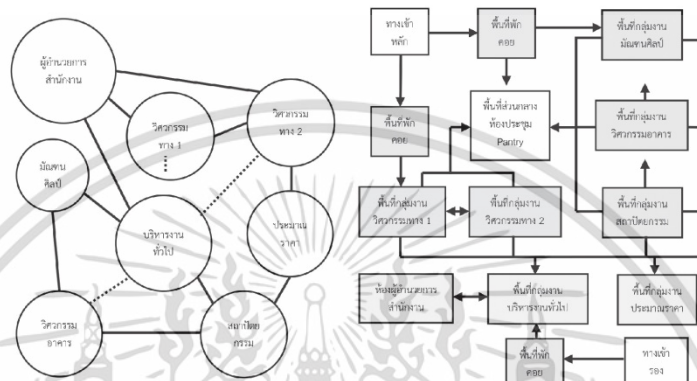 ผู้อำนวยการ
สำนักงาน
วิศวกรรม
ทาง 1
วิศวกรรม
ทาง 2
มัณฑน
ศิลป์
บริหารงาน
ทั่วไป
ประมาณ
ราคา
วิศวกรรม
อาคาร
สถาปัตย
กรรม
ทางเข้า
หลัก
พื้นที่พัก
คอย
พื้นที่กลุ่มงาน
มัณฑนศิลป์
พื้นที่พัก
คอย
พื้นที่ส่วนกลาง
ห้องประชุม
Pantry
พื้นที่กลุ่มงาน
วิศวกรรมอาคาร
พื้นที่กลุ่มงาน
วิศวกรรมทาง 1
พื้นที่กลุ่มงาน
วิศวกรรมทาง 2
พื้นที่กลุ่มงาน
สถาปัตยกรรม
ห้องผู้อำนวยการ
สำนักงาน
พื้นที่กลุ่มงาน
บริหารงานทั่วไป
พื้นที่กลุ่มงาน
ประมาณราคา
พื้นที่พัก
คอย
ทางเข้า
รอง